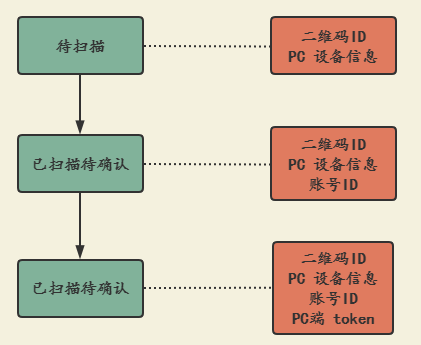 待扫描
二维码ID
PC 设备信息
已扫描待确认
二维码ID
PC 设备信息
账号ID
已扫描待确认
二维码ID
PC 设备信息
账号ID
PC端 token